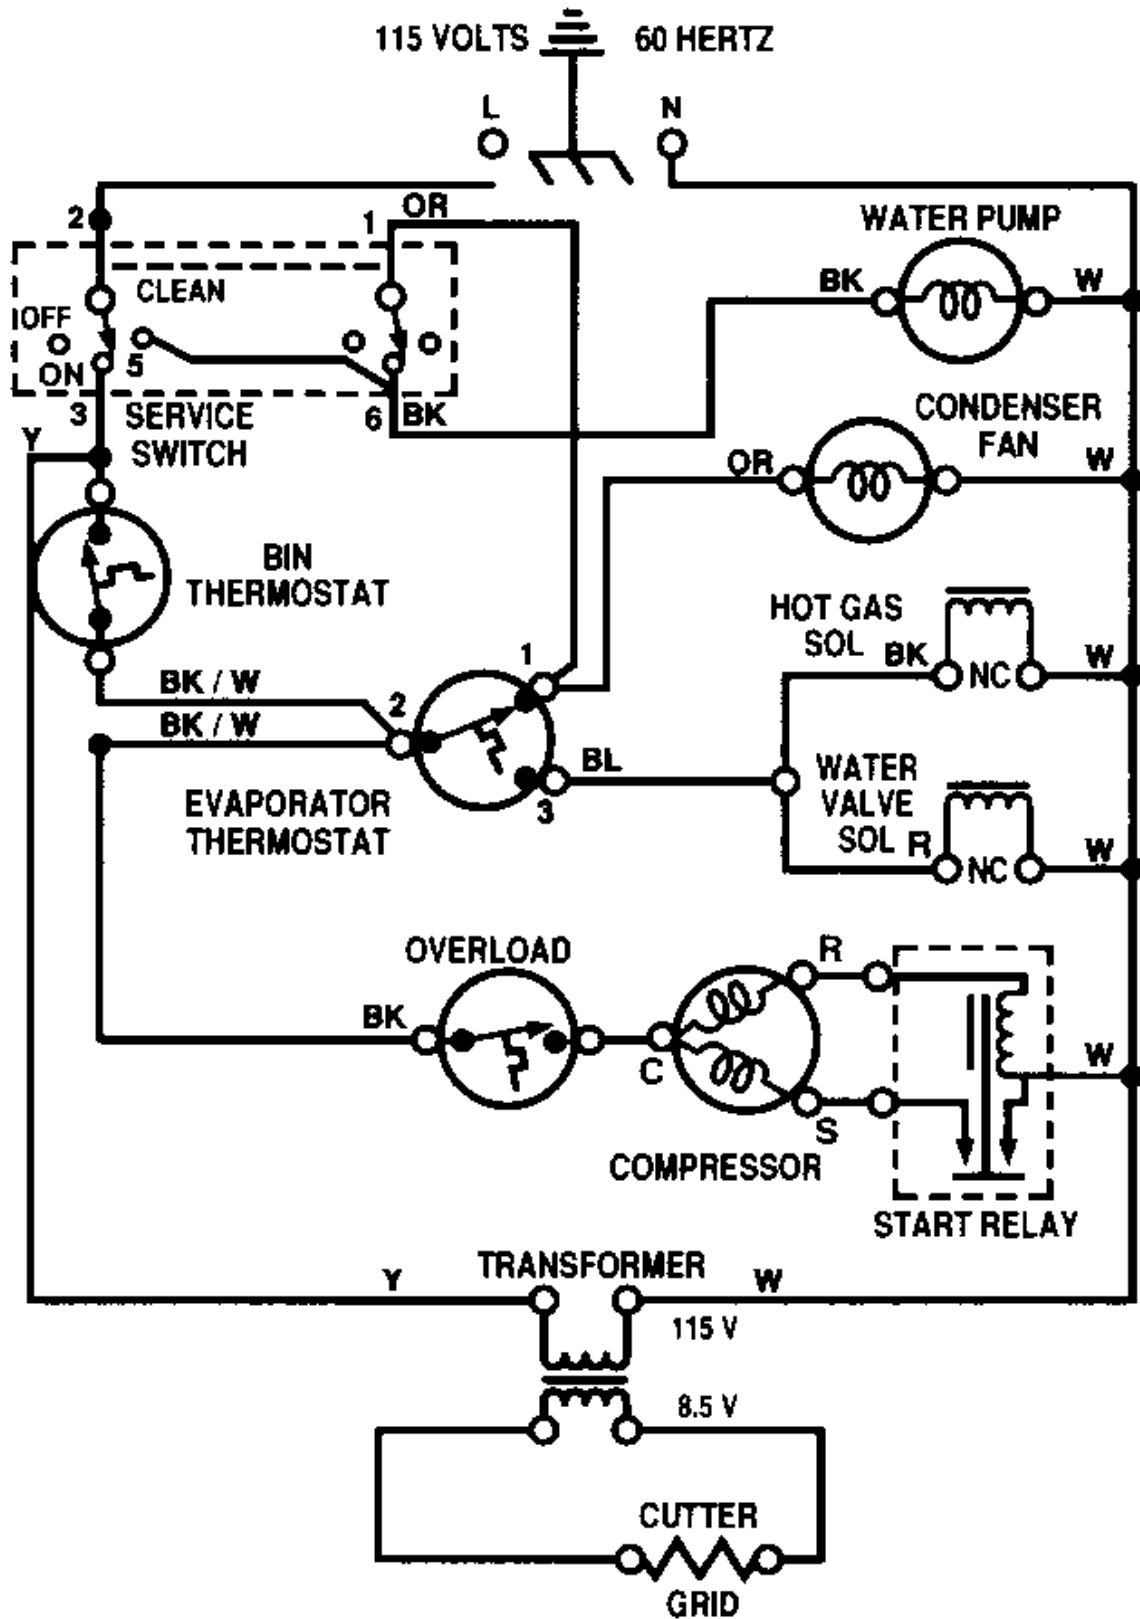 115 VOLTS
60 HERTZ
L
N
2
1
OR
WATER PUMP
BK
W
CLEAN
OFF
ON
5
3
SERVICE
SWITCH
6
BK
CONDENSER
FAN
Y
OR
W
BIN
THERMOSTAT
HOT GAS
SOL
BK
NC
W
1
BK / W
2
BK / W
BL
3
WATER
VALVE
SOL
R
NC
W
EVAPORATOR
THERMOSTAT
OVERLOAD
R
BK
C
W
S
COMPRESSOR
START RELAY
TRANSFORMER
Y
W
115 V
8.5 V
CUTTER
GRID